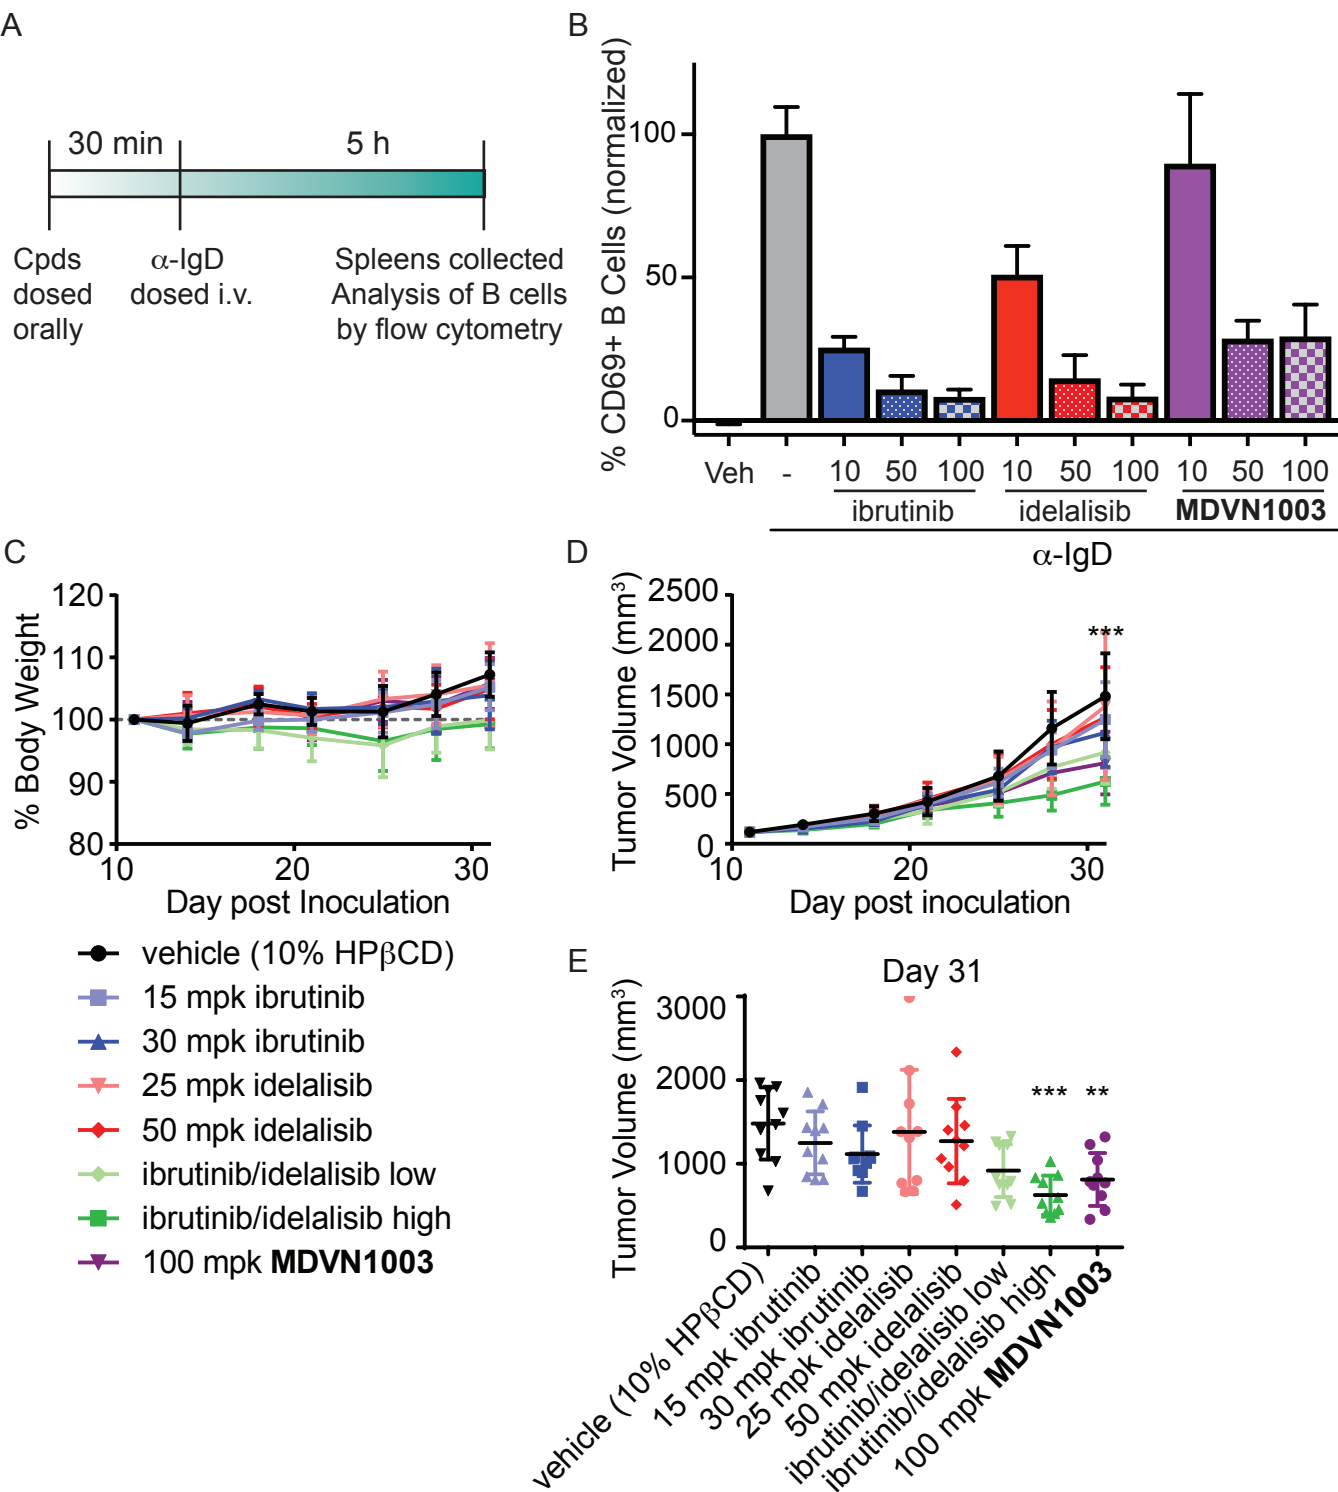 A
30 min
5 h
Cpds
dosed
orally
α-IgD
dosed i.v.
Spleens collected
Analysis of B cells
by flow cytometry
B
% CD69+ B Cells (normalized)
100
50
0
Veh - 10 50 100 10 50 100 10 50 100
ibrutinib idelalisib MDVN1003
α-IgD
C
% Body Weight
120
110
100
90
80
10 20 30
Day post Inoculation
D
Tumor Volume (mm³)
2500
2000
1500
1000
500
0
***
10 20 30
Day post inoculation
vehicle (10% HPβCD)
15 mpk ibrutinib
30 mpk ibrutinib
25 mpk idelalisib
50 mpk idelalisib
ibrutinib/idelalisib low
ibrutinib/idelalisib high
100 mpk MDVN1003
E
Day 31
Tumor Volume (mm³)
3000
2000
1000
0
*** **
vehicle (10% HPβCD)
15 mpk ibrutinib
30 mpk ibrutinib
25 mpk idelalisib
50 mpk idelalisib
ibrutinib/idelalisib low
ibrutinib/idelalisib high
100 mpk MDVN1003